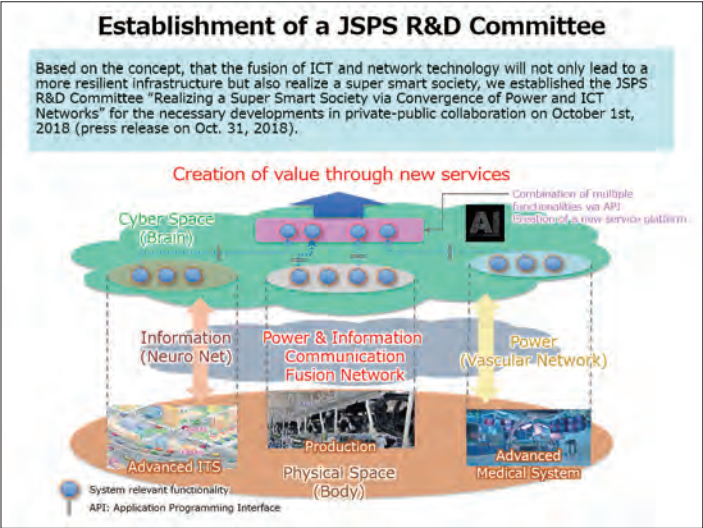 Establishment of a JSPS R&D Committee
Based on the concept, that the fusion of ICT and network technology will not only lead to a
more resilient infrastructure but also realize a super smart society, we established the JSPS
R&D Committee “Realizing a Super Smart Society via Convergence of Power and ICT
Networks” for the necessary developments in private-public collaboration on October 1st,
2018 (press release on Oct. 31, 2018).
Creation of value through new services
Combination of multiple
functionalities via API
Creation of a new service platform
AI
Cyber Space
(Brain)
Information
(Neuro Net)
Power & Information
Communication
Fusion Network
Power
(Vascular Network)
Advanced ITS
Production
Advanced
Medical System
Physical Space
(Body)
System relevant functionality
API: Application Programming Interface